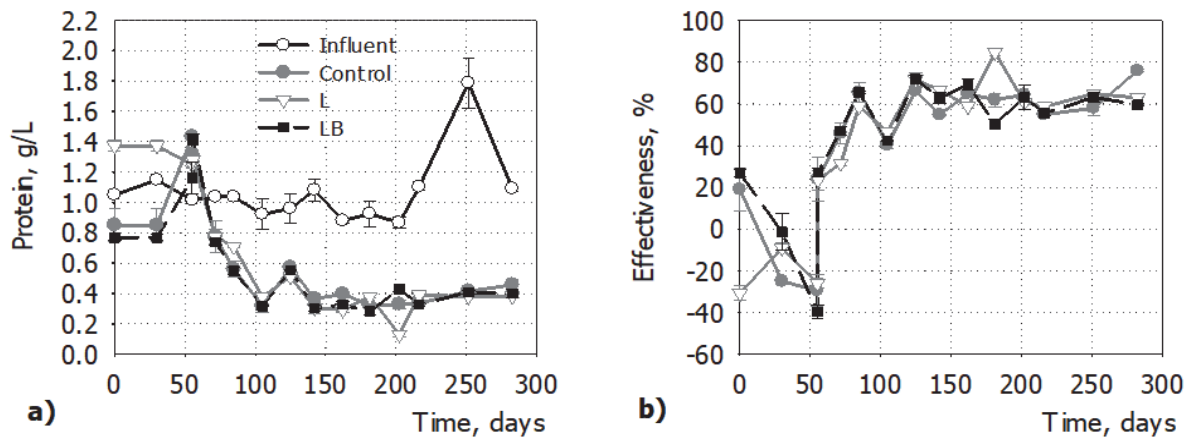 2.2
2.0
1.8
1.6
1.4
1.2
1.0
0.8
0.6
0.4
0.2
0.0
Protein, g/L
Influent
Control
L
LB
0 50 100 150 200 250 300
a)
Time, days
100
80
60
40
20
0
-20
-40
-60
Effectiveness, %
0 50 100 150 200 250 300
b)
Time, days